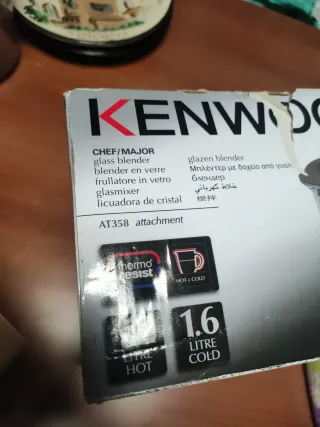 KENWOO
CHEF/MAJOR
glass blender
blender en verre
frullatore in vetro
glasmixer
licuadora de cristal
glazen blender
Μπλέντερ με δοχείο από γυαλ
блендер
خلاط كهربائي
AT358 attachment
thermo
resist
HOT + COLD
LITRE
HOT
1.6
LITRE
COLD